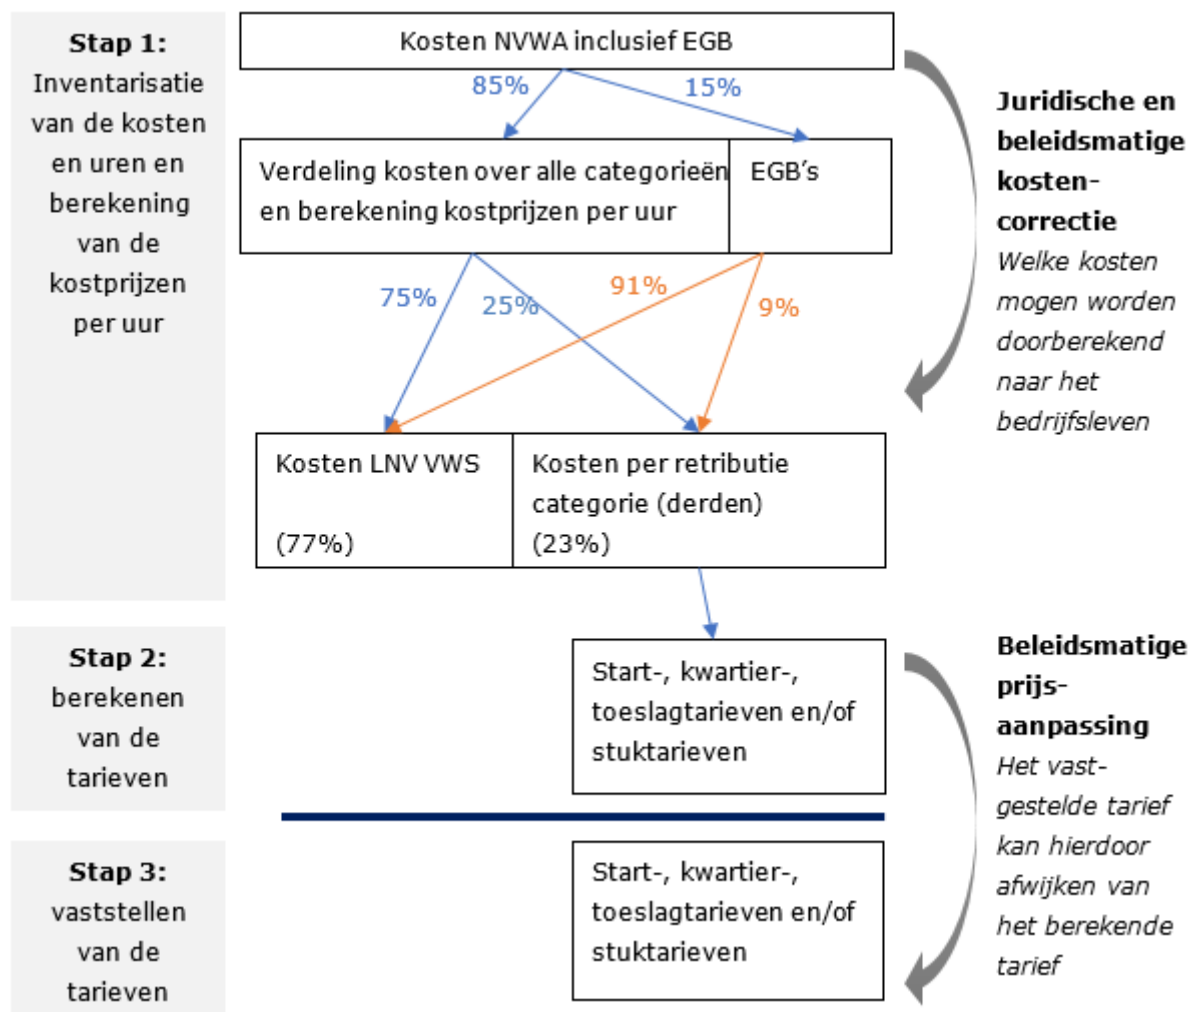 Stap 1:
Inventarisatie
van de kosten
en uren en
berekening
van de
kostprijzen
per uur
Kosten NVWA inclusief EGB
85%
15%
Verdeling kosten over alle categorieën
en berekening kostprijzen per uur
EGB's
75%
25%
91%
9%
Kosten LNV VWS
(77%)
Kosten per retributie
categorie (derden)
(23%)
Juridische en
beleidsmatige
kosten-
correctie
Welke kosten
mogen worden
doorberekend
naar het
bedrijfsleven
Stap 2:
berekenen
van de
tarieven
Start-, kwartier-,
toeslagtarieven en/of
stuktarieven
Beleidsmatige
prijs-
aanpassing
Het vast-
gestelde tarief
kan hierdoor
afwijken van
het berekende
tarief
Stap 3:
vaststellen
van de
tarieven
Start-, kwartier-,
toeslagtarieven en/of
stuktarieven